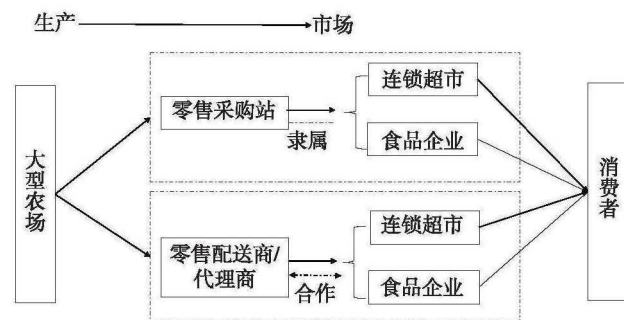 生产
市场
大型农场
零售采购站
隶属
连锁超市
食品企业
零售配送商/
代理商
合作
连锁超市
食品企业
消费者